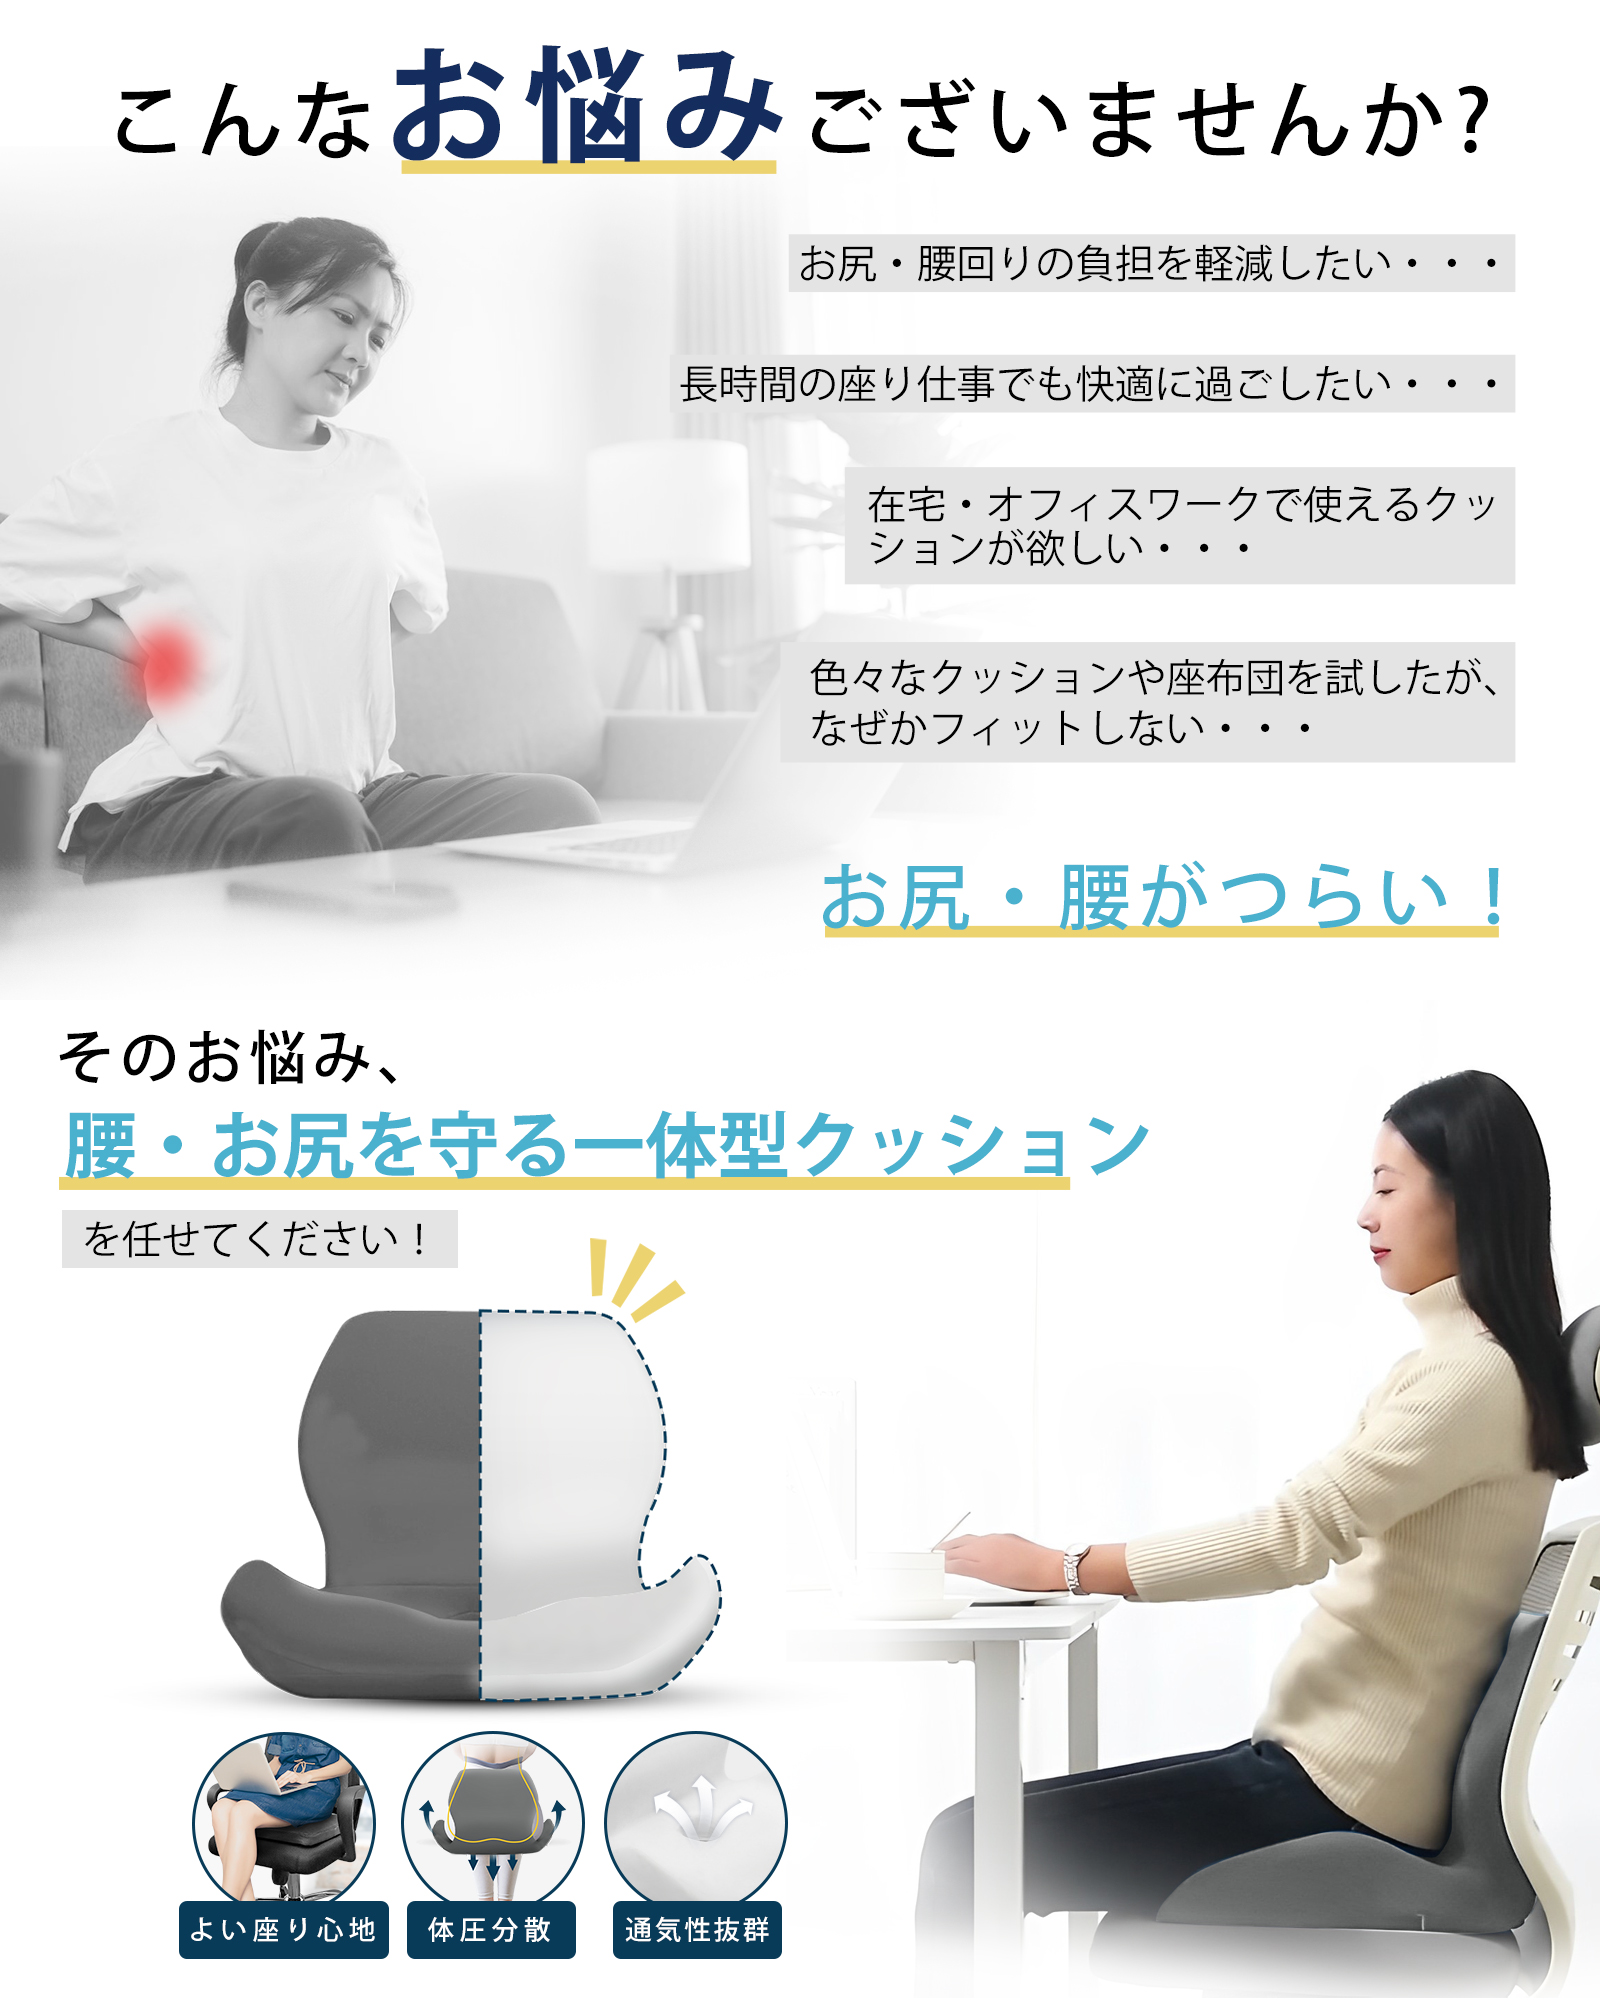 こんなお悩みございませんか?
お尻・腰回りの負担を軽減したい・・・
長時間の座り仕事でも快適に過ごしたい・・・
在宅・オフィスワークで使えるクッ
ションが欲しい・・・
色々なクッションや座布団を試したが、
なぜかフィットしない・・・
お尻・腰がつらい！
そのお悩み、
腰・お尻を守る一体型クッション
を任せてください！
よい座り心地
体圧分散
通気性抜群